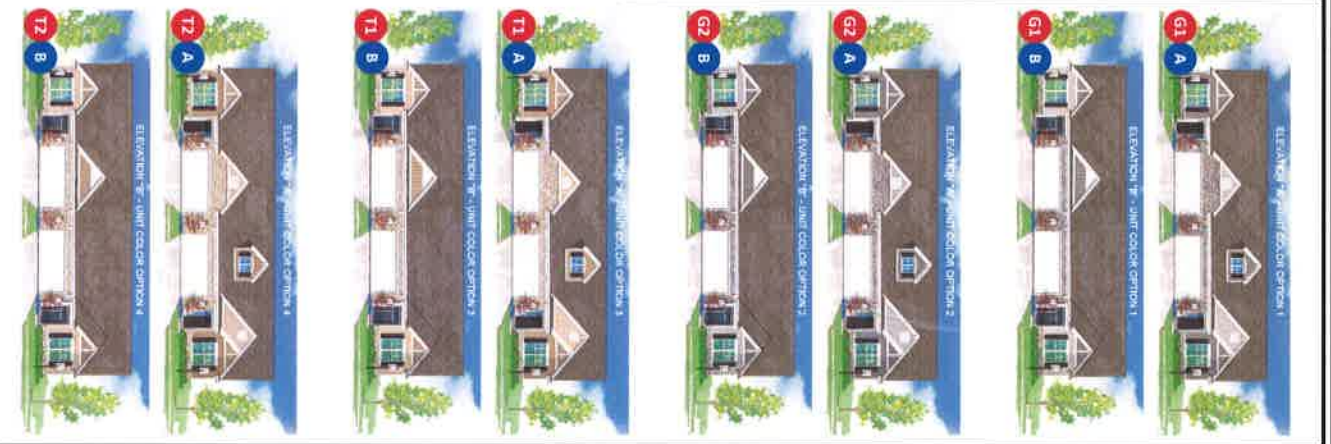 G1 A
ELEVATION "A" - UNIT COLOR OPTION 1
G1 B
ELEVATION "B" - UNIT COLOR OPTION 1
G2 A
ELEVATION "A" - UNIT COLOR OPTION 2
G2 B
ELEVATION "B" - UNIT COLOR OPTION 2
T1 A
ELEVATION "A" - UNIT COLOR OPTION 3
T1 B
ELEVATION "B" - UNIT COLOR OPTION 3
T2 A
ELEVATION "A" - UNIT COLOR OPTION 4
T2 B
ELEVATION "B" - UNIT COLOR OPTION 4